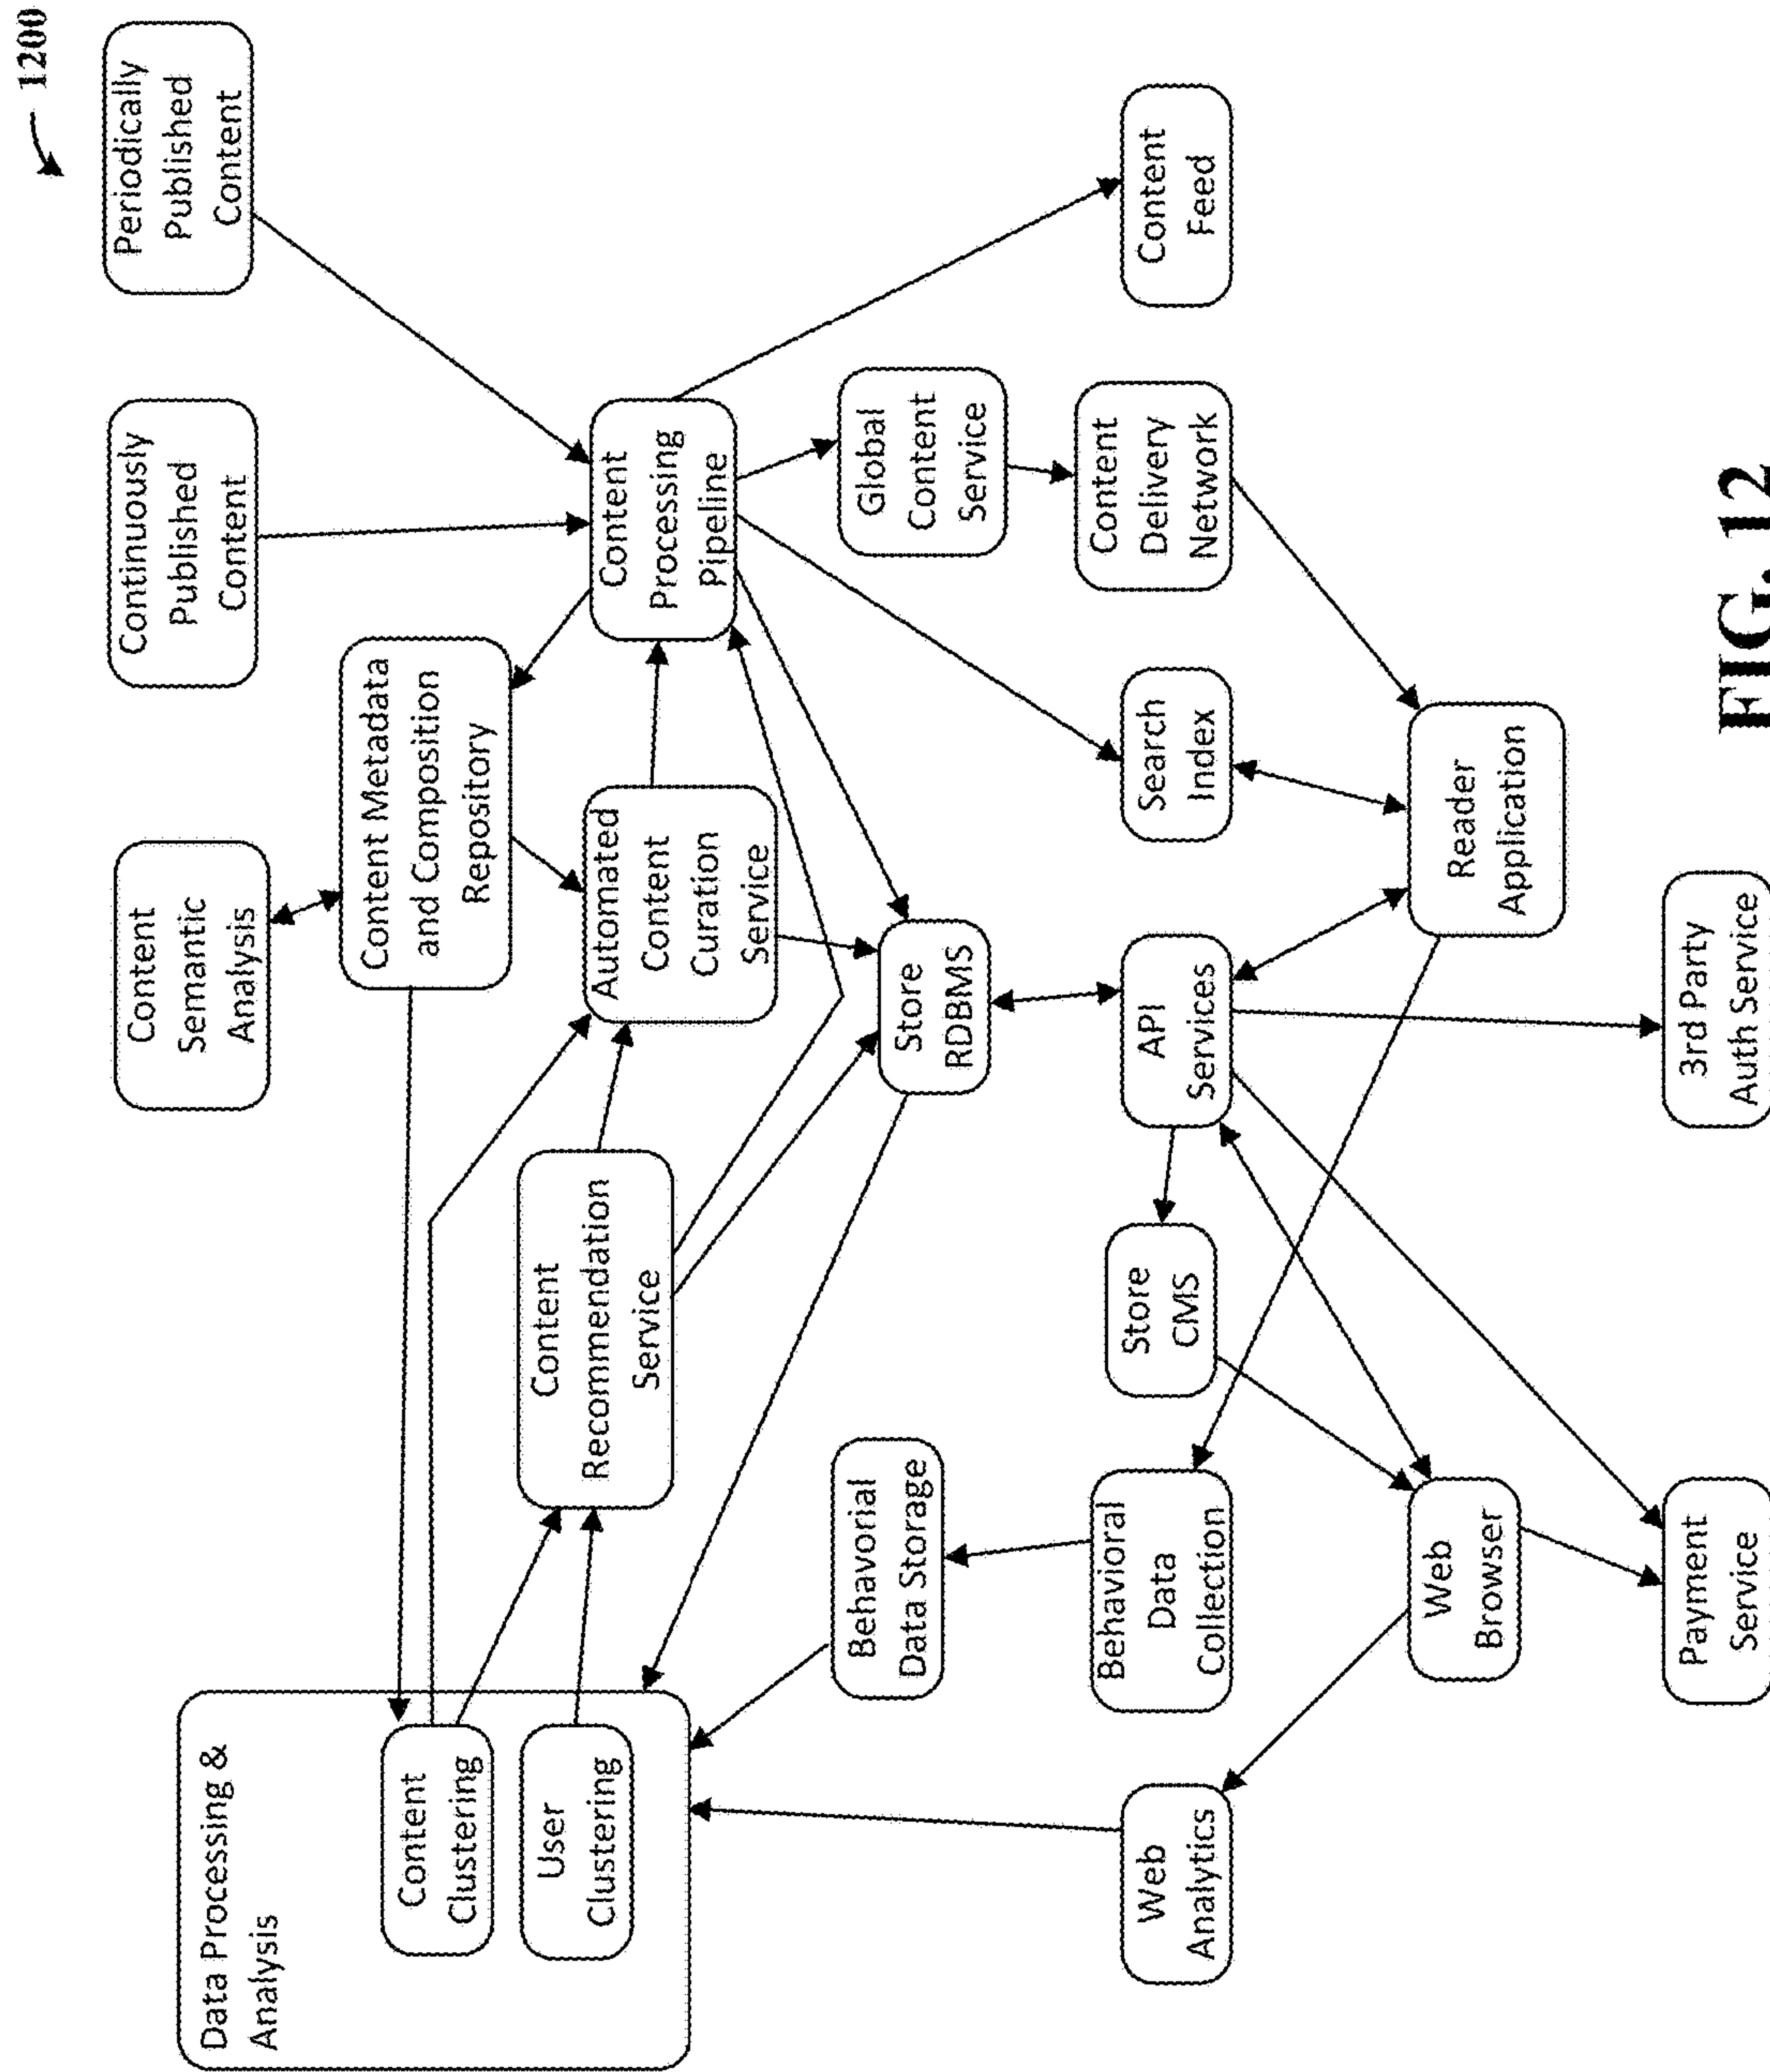 1200
Data Processing &
Analysis
Content
Clustering
User
Clustering
Content
Semantic
Analysis
Continuously
Published
Content
Periodically
Published
Content
Content Metadata
and Composition
Repository
Content
Recommendation
Service
Automated
Content
Curation
Service
Content
Processing
Pipeline
Behavorial
Data Storage
Store
RDBMS
Global
Content
Service
Web
Analytics
Behavioral
Data
Collection
Store
CMS
API
Services
Search
Index
Content
Delivery
Network
Content
Feed
Web
Browser
Reader
Application
Payment
Service
3rd Party
Auth Service
FIG. 12